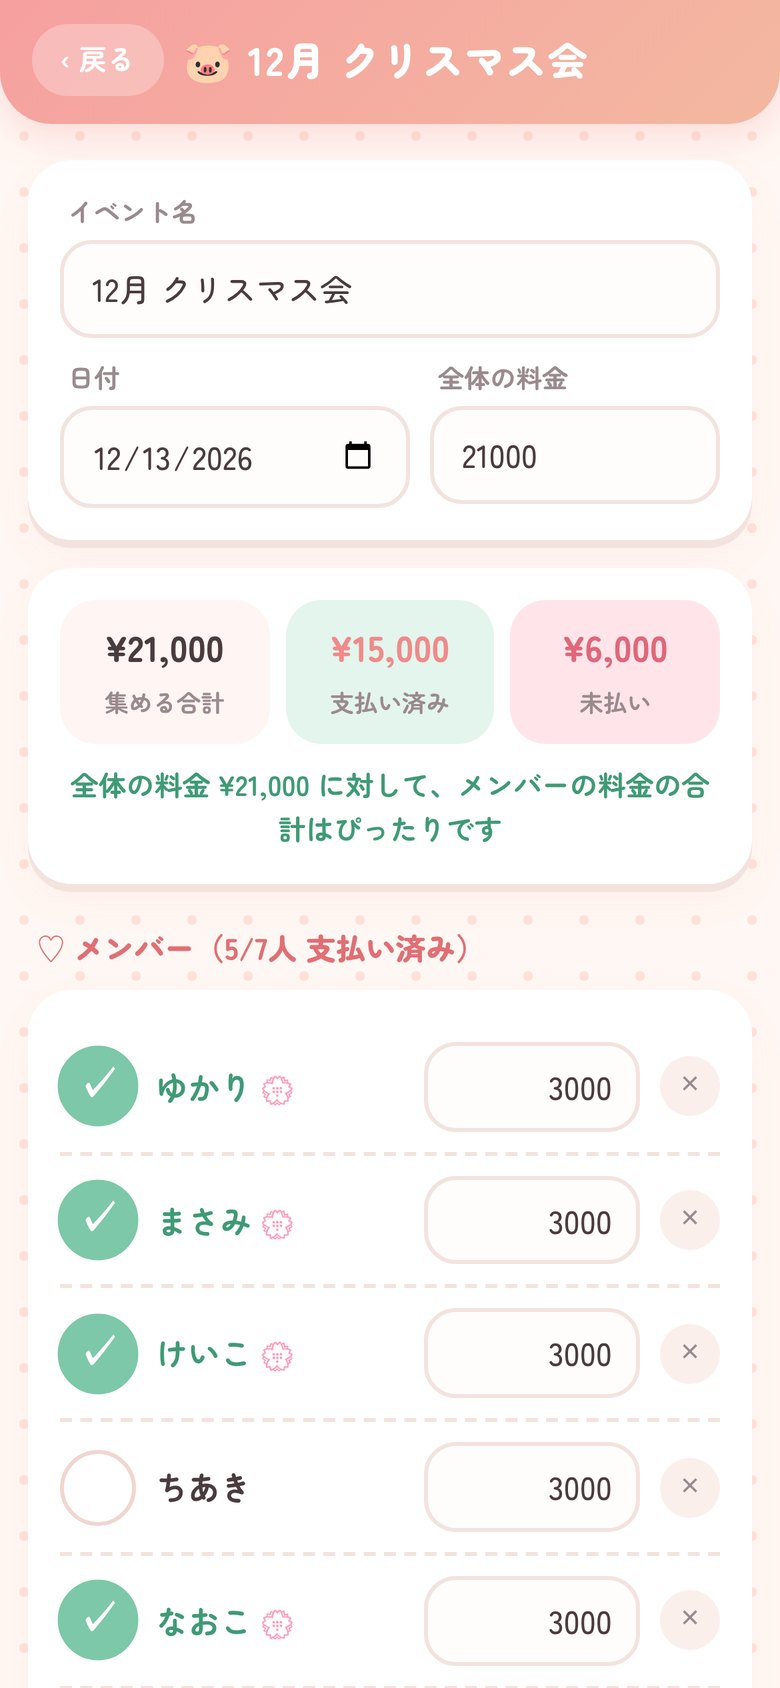 ‹ 戻る 🐷 12月 クリスマス会
イベント名
12月 クリスマス会
日付 全体の料金
12/13/2026 21000
¥21,000 ¥15,000 ¥6,000
集める合計 支払い済み 未払い
全体の料金 ¥21,000 に対して、メンバーの料金の合
計はぴったりです
♡ メンバー（5/7人 支払い済み）
✓ ゆかり 💮 3000 ×
✓ まさみ 💮 3000 ×
✓ けいこ 💮 3000 ×
ちあき 3000 ×
✓ なおこ 💮 3000 ×